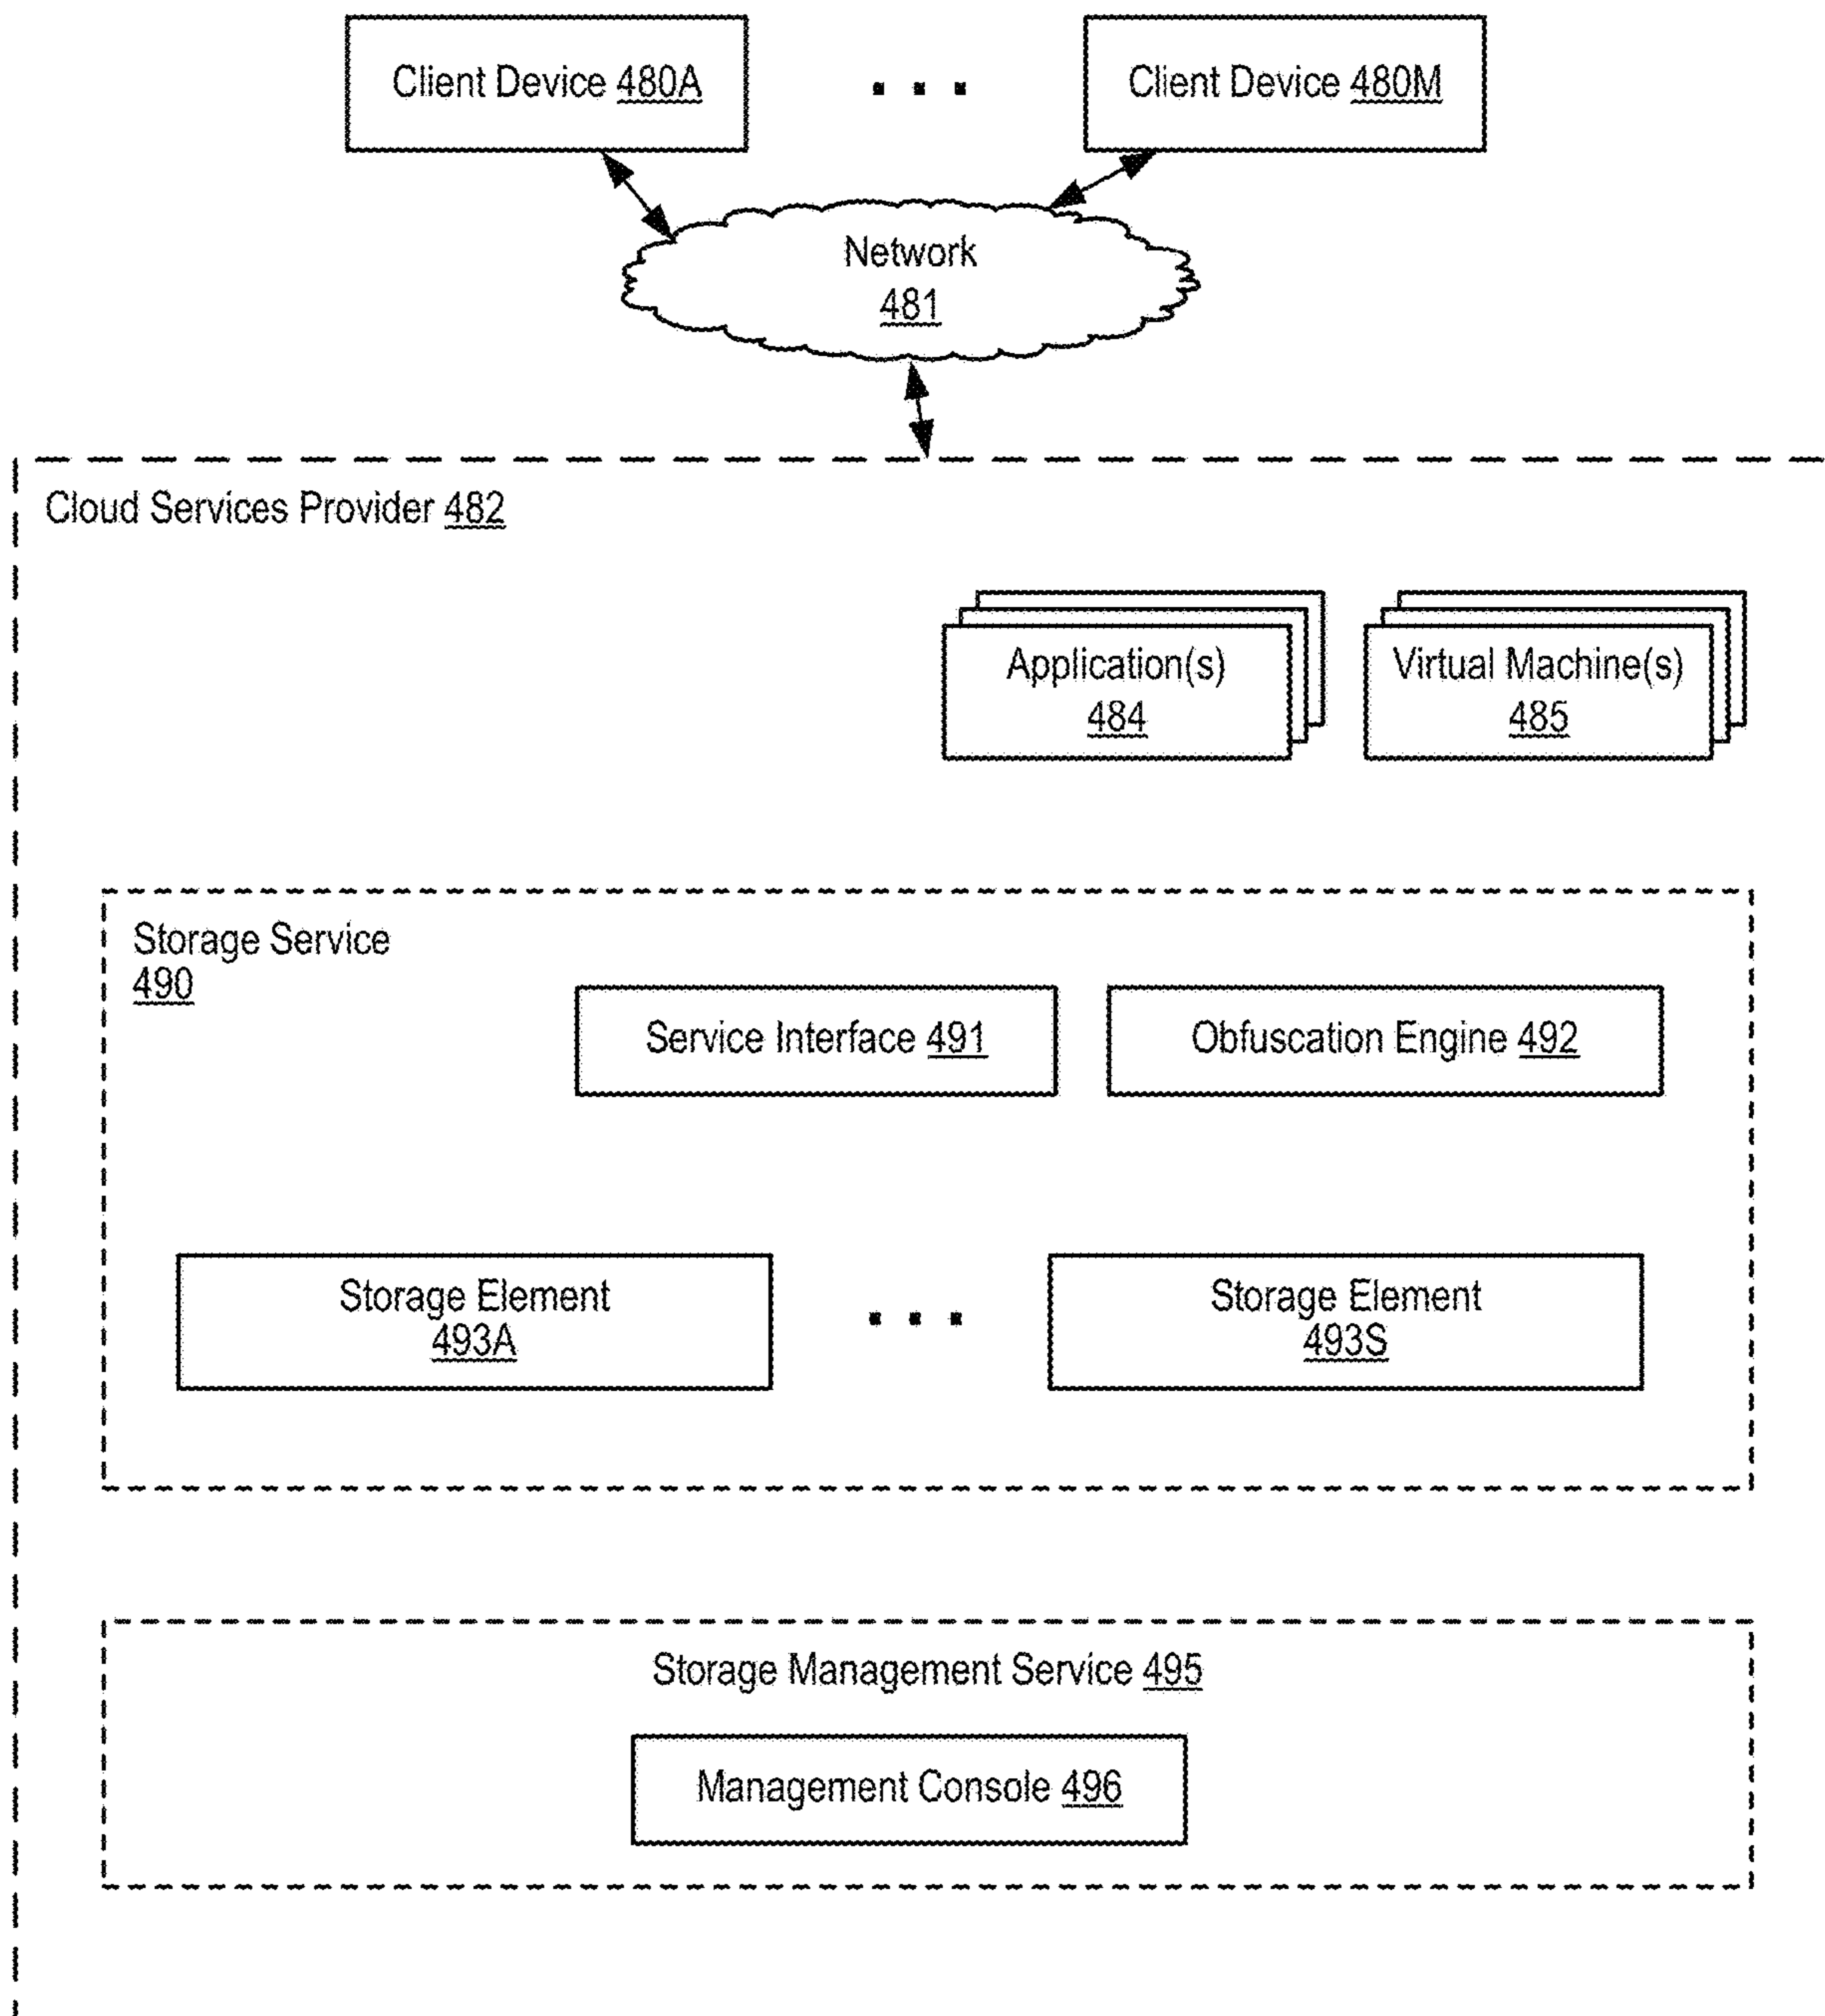 Client Device 480A
Client Device 480M
Network
481
Cloud Services Provider 482
Application(s)
484
Virtual Machine(s)
485
Storage Service
490
Service Interface 491
Obfuscation Engine 492
Storage Element
493A
Storage Element
493S
Storage Management Service 495
Management Console 496